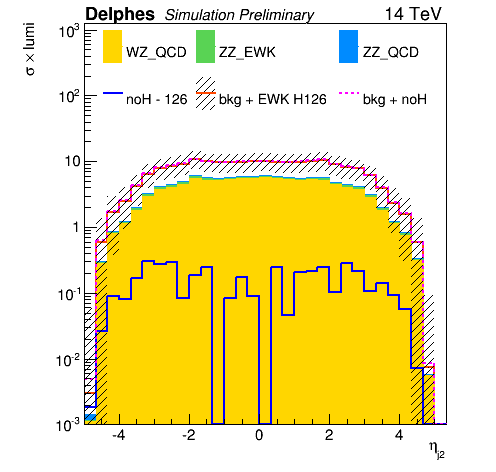 Delphes Simulation Preliminary 14 TeV
σ × lumi
WZ_QCD ZZ_EWK ZZ_QCD
noH - 126 bkg + EWK H126 bkg + noH
10³
10²
10
1
10⁻¹
10⁻²
10⁻³
-4 -2 0 2 4
η_j2